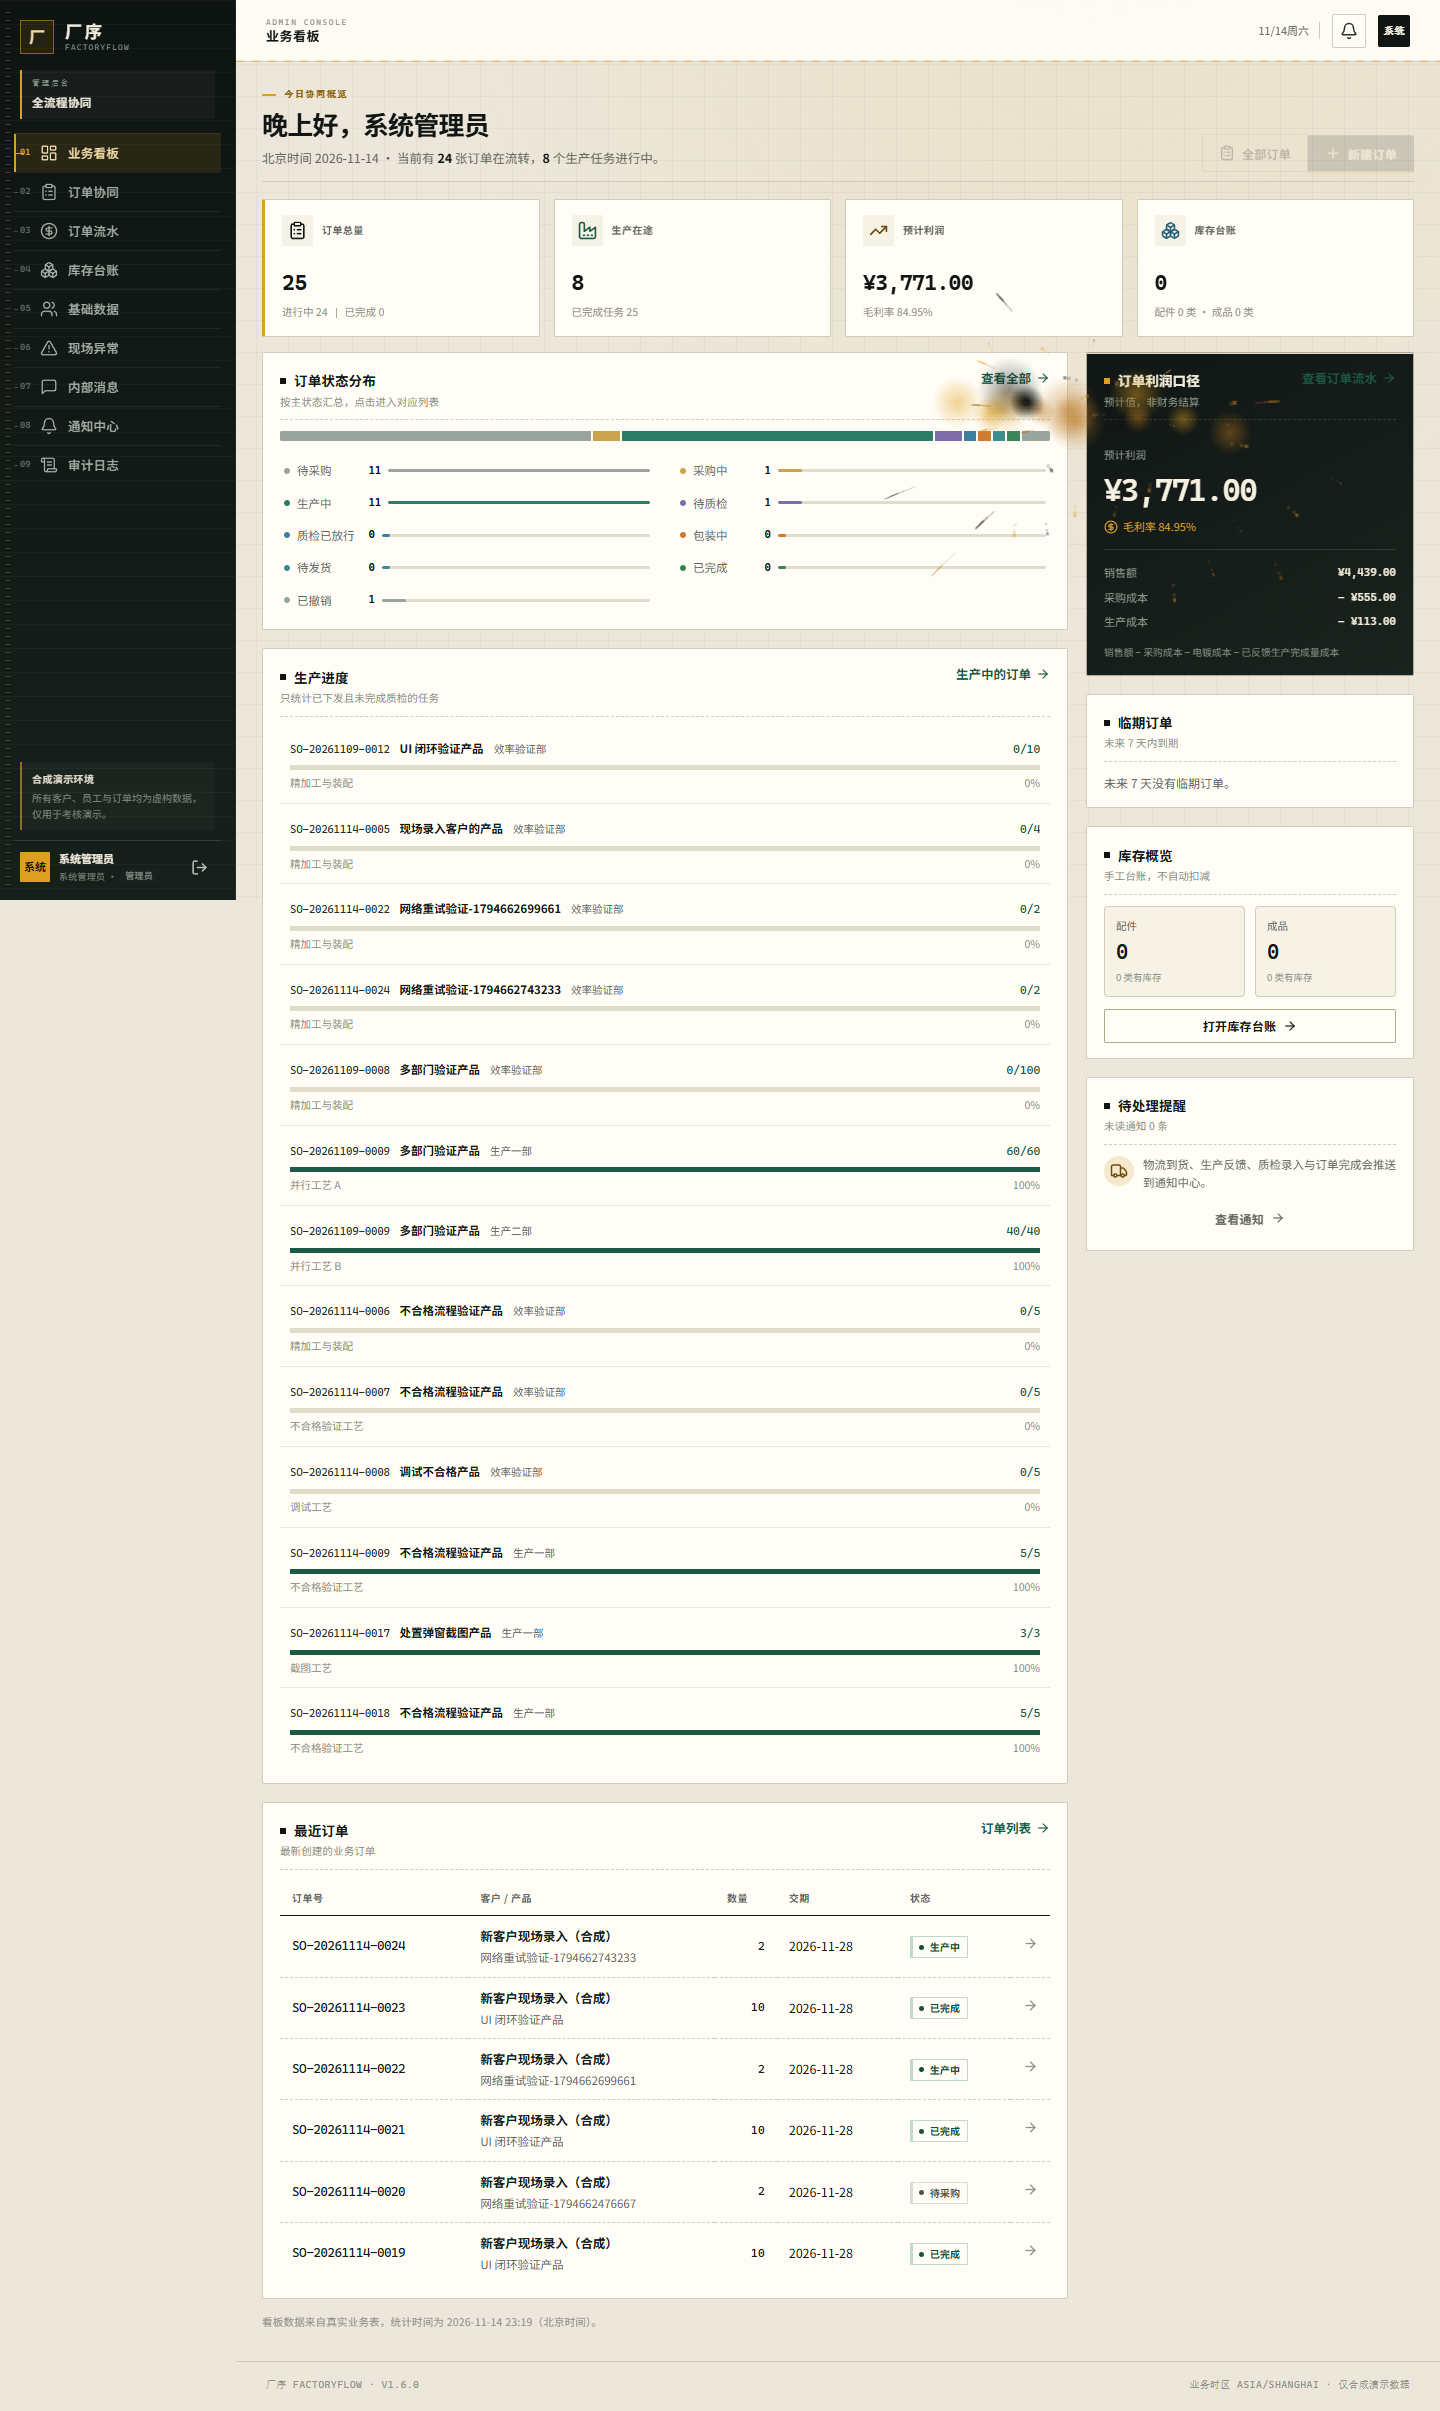 厂
厂序
FACTORYFLOW
管理后台
全流程协同
01 业务看板
02 订单协同
03 订单流水
04 库存台账
05 基础数据
06 现场异常
07 内部消息
08 通知中心
09 审计日志
合成演示环境
所有客户、员工与订单均为虚构数据，
仅用于考核演示。
系统
系统管理员
系统管理员 · 管理员
ADMIN CONSOLE
业务看板
11/14周六
系统
今日协同概览
晚上好，系统管理员
北京时间 2026-11-14 · 当前有 24 张订单在流转，8 个生产任务进行中。
全部订单
新建订单
订单总量
25
进行中 24 | 已完成 0
生产在途
8
已完成任务 25
预计利润
¥3,771.00
毛利率 84.95%
库存台账
0
配件 0 类 · 成品 0 类
订单状态分布
查看全部
按主状态汇总，点击进入对应列表
待采购 11
采购中 1
生产中 11
待质检 1
质检已放行 0
包装中 0
待发货 0
已完成 0
已撤销 1
订单利润口径
查看订单流水
预计值，非财务结算
预计利润
¥3,771.00
毛利率 84.95%
销售额 ¥4,439.00
采购成本 − ¥555.00
生产成本 − ¥113.00
销售额 − 采购成本 − 电镀成本 − 已反馈生产完成量成本
生产进度
生产中的订单
只统计已下发且未完成质检的任务
SO-20261109-0012 UI 闭环验证产品 效率验证部 0/10
精加工与装配 0%
SO-20261114-0005 现场录入客户的产品 效率验证部 0/4
精加工与装配 0%
SO-20261114-0022 网络重试验证-1794662699661 效率验证部 0/2
精加工与装配 0%
SO-20261114-0024 网络重试验证-1794662743233 效率验证部 0/2
精加工与装配 0%
SO-20261109-0008 多部门验证产品 效率验证部 0/100
精加工与装配 0%
SO-20261109-0009 多部门验证产品 生产一部 60/60
并行工艺 A 100%
SO-20261109-0009 多部门验证产品 生产二部 40/40
并行工艺 B 100%
SO-20261114-0006 不合格流程验证产品 效率验证部 0/5
精加工与装配 0%
SO-20261114-0007 不合格流程验证产品 效率验证部 0/5
不合格验证工艺 0%
SO-20261114-0008 调试不合格产品 效率验证部 0/5
调试工艺 0%
SO-20261114-0009 不合格流程验证产品 生产一部 5/5
不合格验证工艺 100%
SO-20261114-0017 处置弹窗截图产品 生产一部 3/3
截图工艺 100%
SO-20261114-0018 不合格流程验证产品 生产一部 5/5
不合格验证工艺 100%
临期订单
未来 7 天内到期
未来 7 天没有临期订单。
库存概览
手工台账，不自动扣减
配件
0
0 类有库存
成品
0
0 类有库存
打开库存台账
待处理提醒
未读通知 0 条
物流到货、生产反馈、质检录入与订单完成会推送
到通知中心。
查看通知
最近订单
订单列表
最新创建的业务订单
订单号 客户 / 产品 数量 交期 状态
SO-20261114-0024 新客户现场录入（合成） 2 2026-11-28 生产中
网络重试验证-1794662743233
SO-20261114-0023 新客户现场录入（合成） 10 2026-11-28 已完成
UI 闭环验证产品
SO-20261114-0022 新客户现场录入（合成） 2 2026-11-28 生产中
网络重试验证-1794662699661
SO-20261114-0021 新客户现场录入（合成） 10 2026-11-28 已完成
UI 闭环验证产品
SO-20261114-0020 新客户现场录入（合成） 2 2026-11-28 待采购
网络重试验证-1794662476667
SO-20261114-0019 新客户现场录入（合成） 10 2026-11-28 已完成
UI 闭环验证产品
看板数据来自真实业务表，统计时间为 2026-11-14 23:19（北京时间）。
厂序 FACTORYFLOW · V1.6.0
业务时区 ASIA/SHANGHAI · 仅合成演示数据